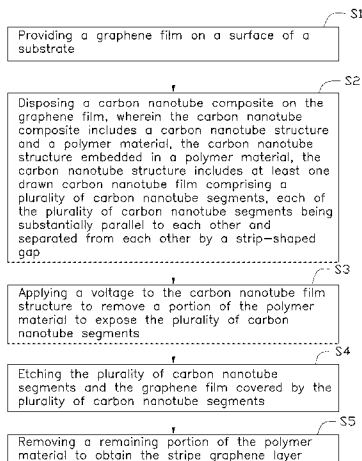 S1
Providing a graphene film on a surface of a
substrate
S2
Disposing a carbon nanotube composite on the
graphene film, wherein the carbon nanotube
composite includes a carbon nanotube structure
and a polymer material, the carbon nanotube
structure embedded in a polymer material, the
carbon nanotube structure includes at least one
drawn carbon nanotube film comprising a
plurality of carbon nanotube segments, each of
the plurality of carbon nanotube segments being
substantially parallel to each other and
separated from each other by a strip-shaped
gap
S3
Applying a voltage to the carbon nanotube film
structure to remove a portion of the polymer
material to expose the plurality of carbon
nanotube segments
S4
Etching the plurality of carbon nanotube
segments and the graphene film covered by the
plurality of carbon nanotube segments
S5
Removing a remaining portion of the polymer
material to obtain the stripe graphene layer